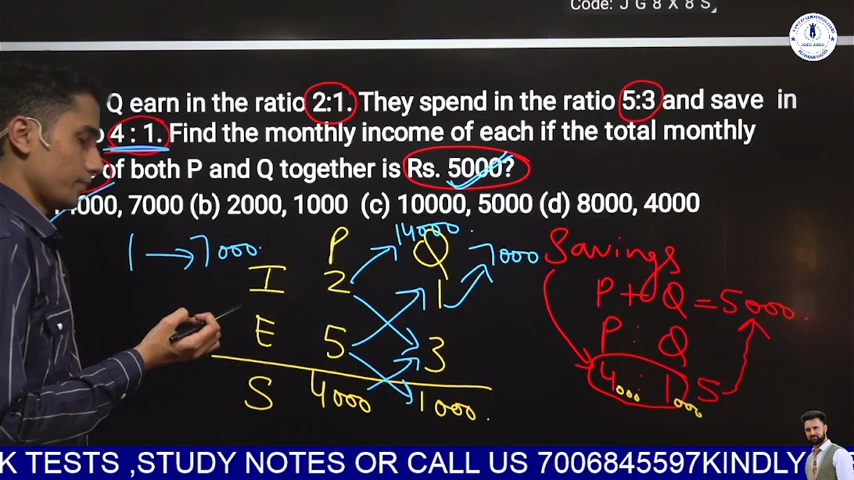 Code: J G 8 X 8 S
Q earn in the ratio 2:1. They spend in the ratio 5:3 and save in
4 : 1. Find the monthly income of each if the total monthly
of both P and Q together is Rs. 5000?
4000, 7000 (b) 2000, 1000 (c) 10000, 5000 (d) 8000, 4000
1 → 7000.
P Q
14000
I 2 1
7000
E 5 3
S 4000 1000.
Savings
P + Q = 5000.
P : Q
4000 : 1000 5
K TESTS ,STUDY NOTES OR CALL US 7006845597KINDLY